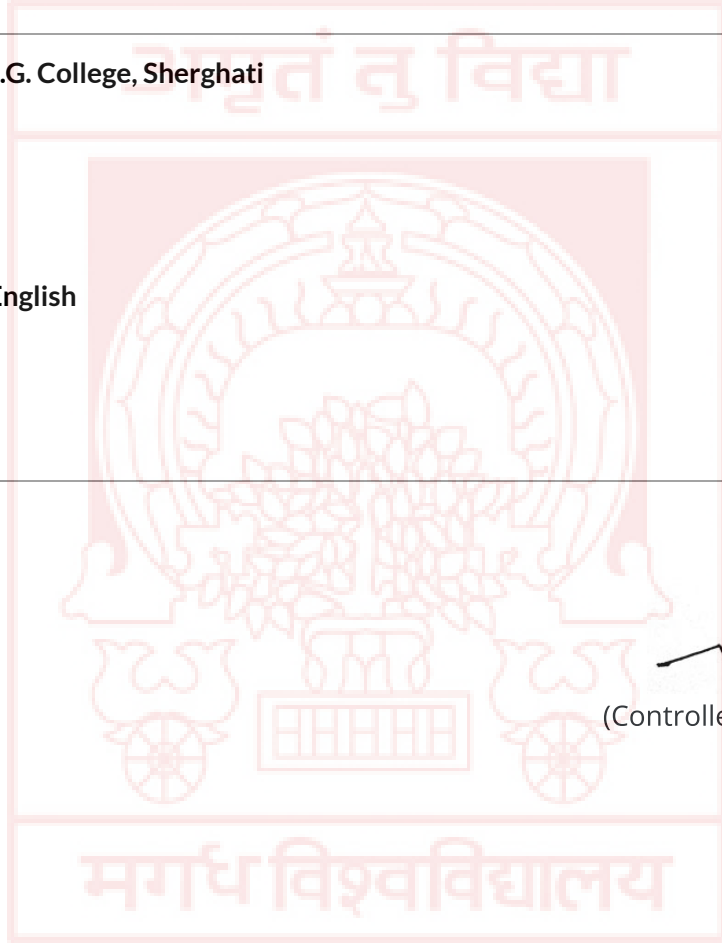 अमृतं तु विद्या
.G. College, Sherghati
English
(Controlle
मगध विश्वविद्यालय